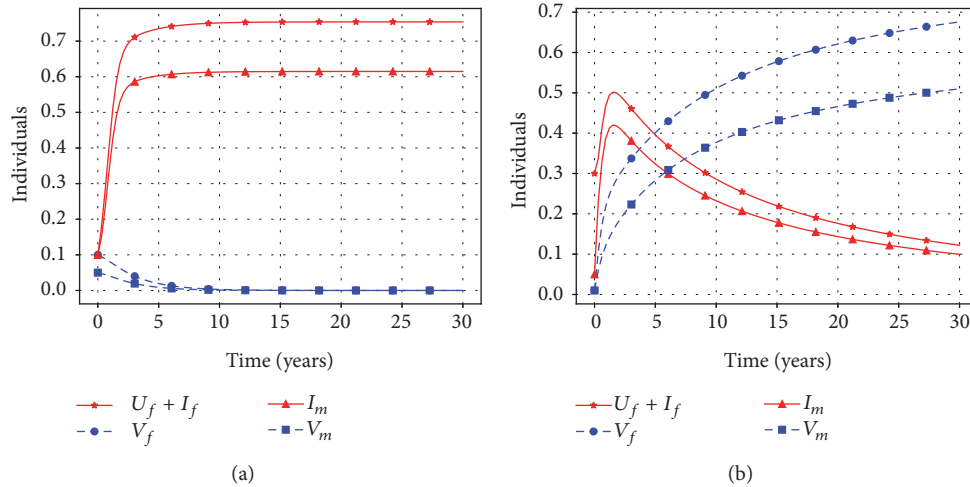 0.7
0.6
0.5
0.4
0.3
0.2
0.1
0.0
Individuals
0 5 10 15 20 25 30
Time (years)
U_f + I_f
I_m
V_f
V_m
(a)
0.7
0.6
0.5
0.4
0.3
0.2
0.1
0.0
Individuals
0 5 10 15 20 25 30
Time (years)
U_f + I_f
I_m
V_f
V_m
(b)